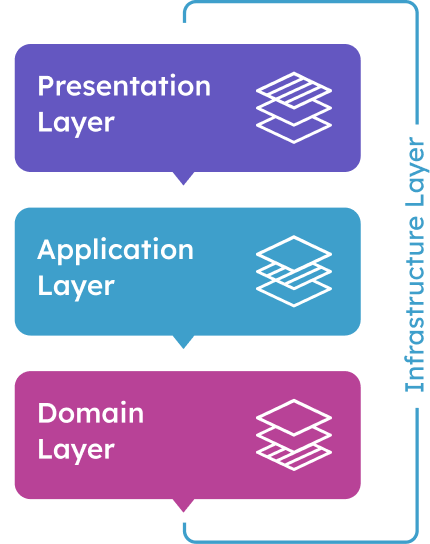 Presentation
Layer
Application
Layer
Domain
Layer
Infrastructure Layer